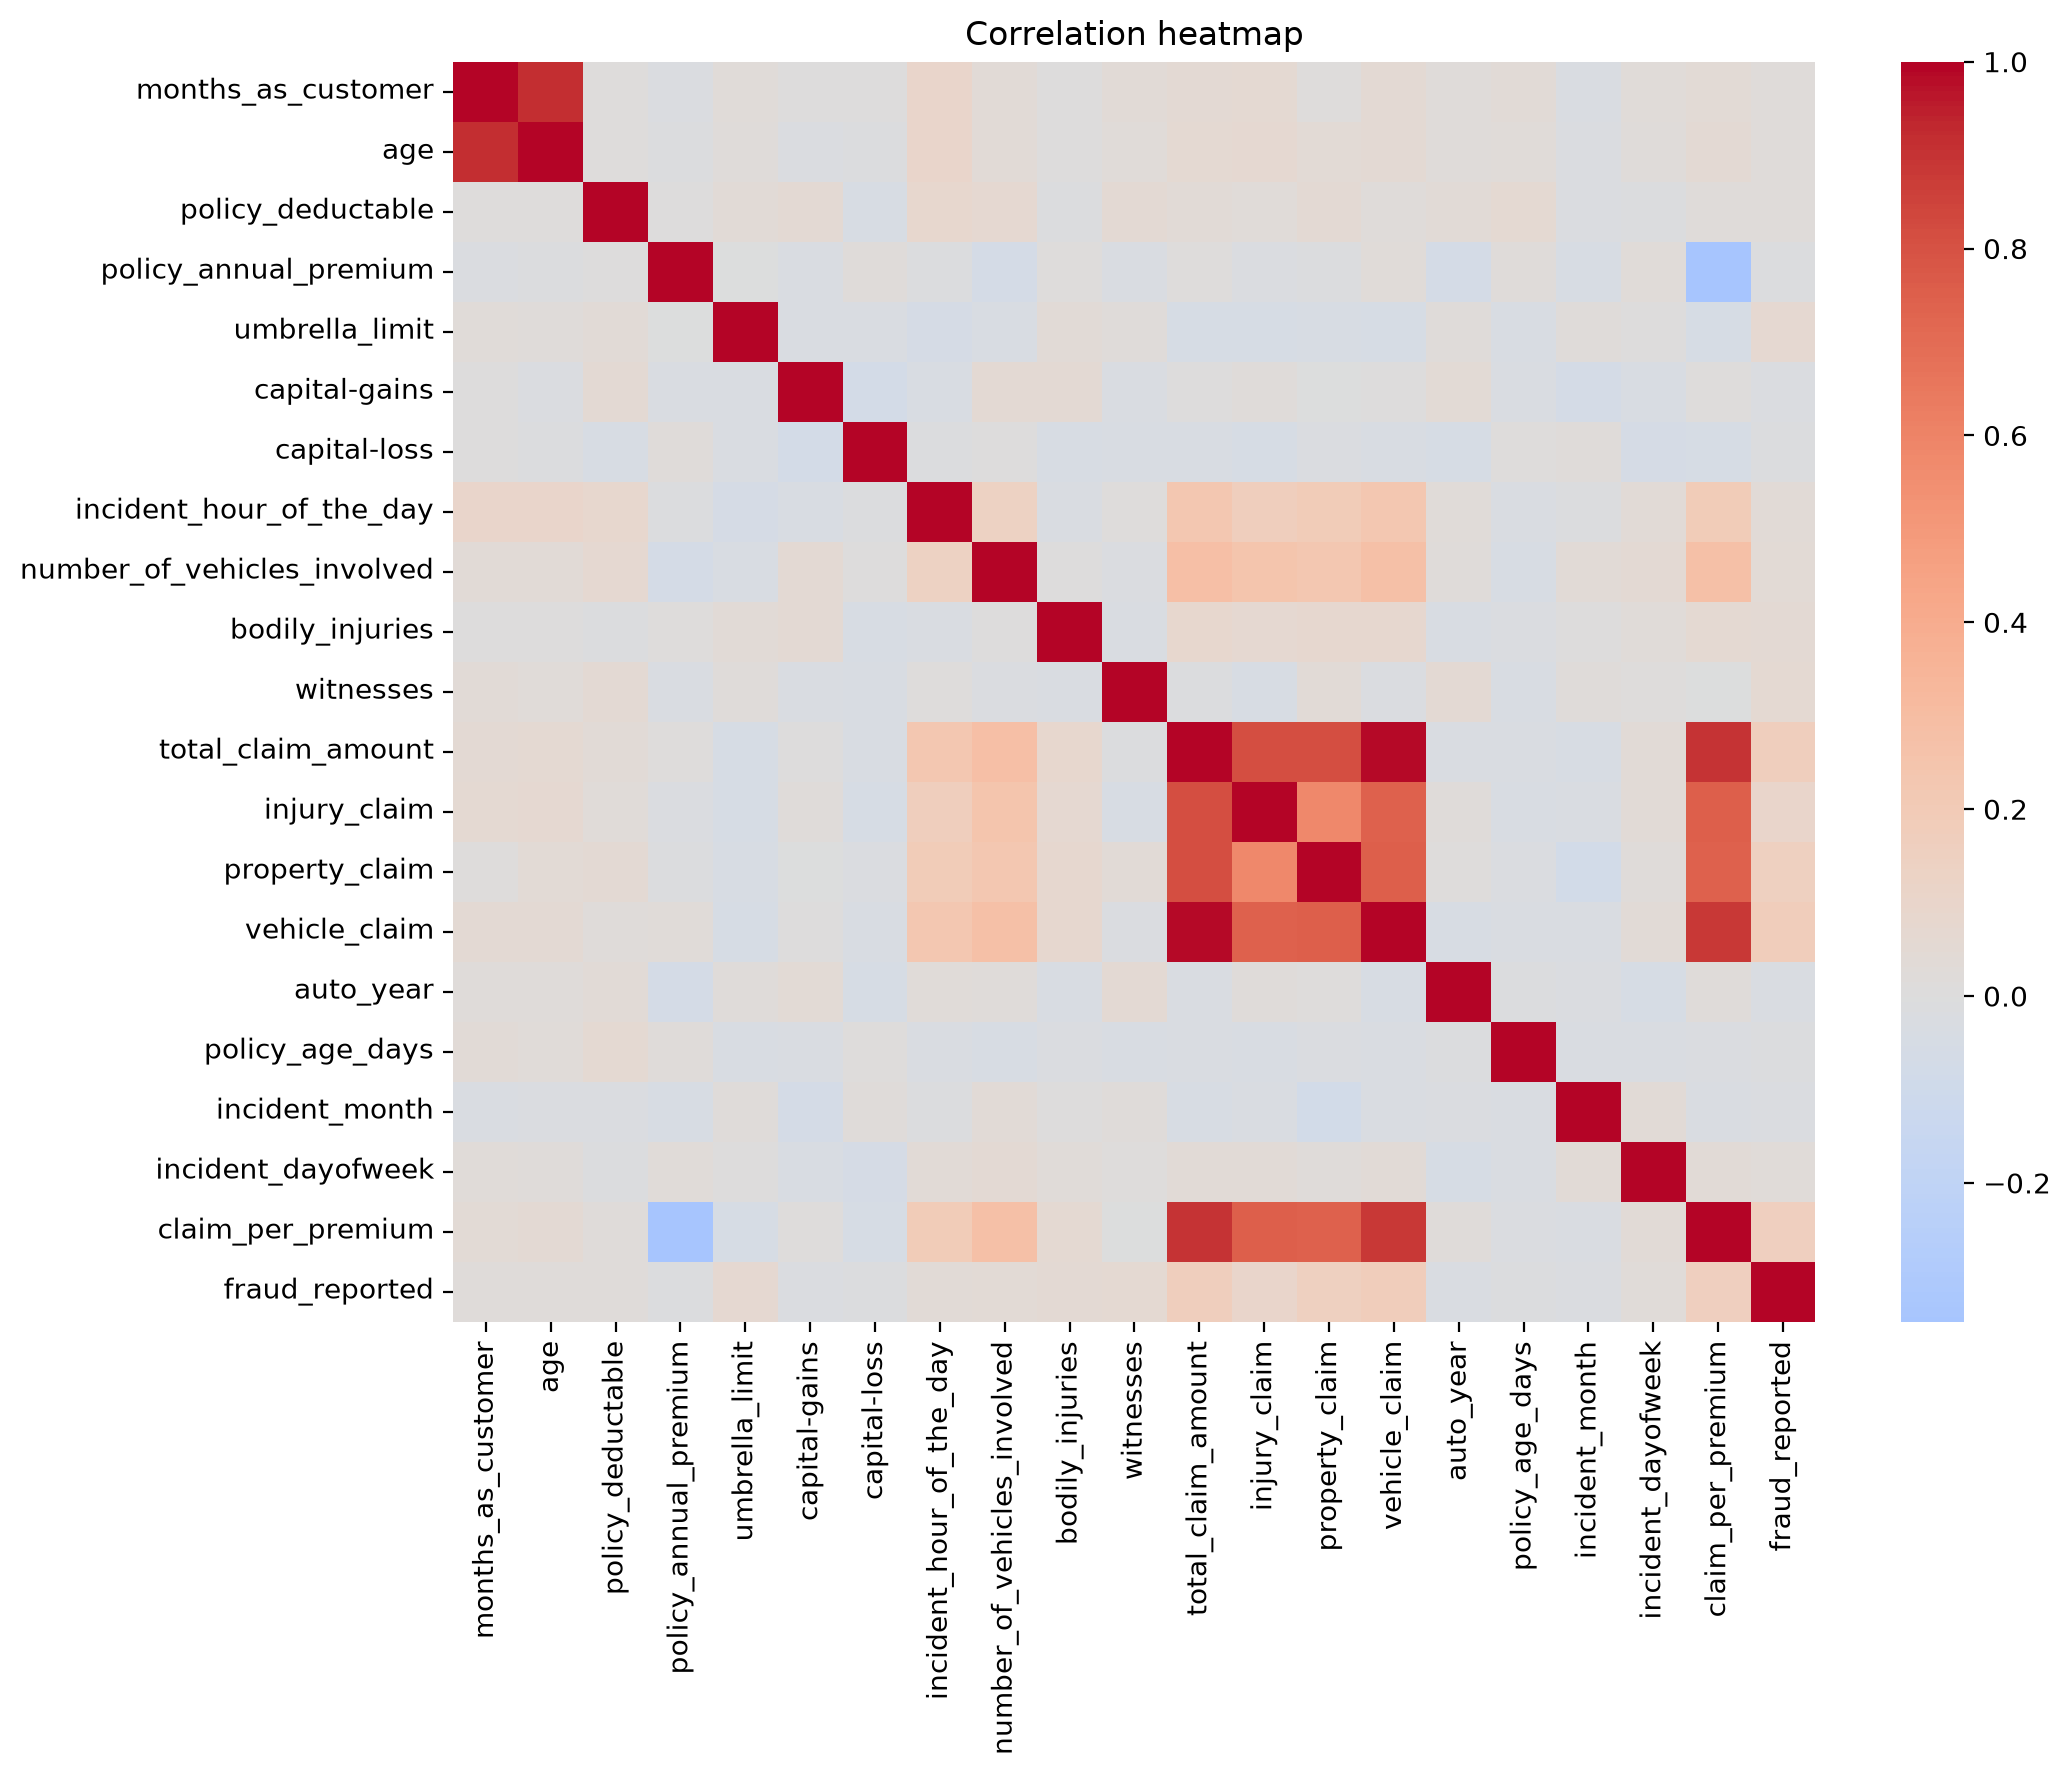 Correlation heatmap
months_as_customer
age
policy_deductable
policy_annual_premium
umbrella_limit
capital-gains
capital-loss
incident_hour_of_the_day
number_of_vehicles_involved
bodily_injuries
witnesses
total_claim_amount
injury_claim
property_claim
vehicle_claim
auto_year
policy_age_days
incident_month
incident_dayofweek
claim_per_premium
fraud_reported
months_as_customer
age
policy_deductable
policy_annual_premium
umbrella_limit
capital-gains
capital-loss
incident_hour_of_the_day
number_of_vehicles_involved
bodily_injuries
witnesses
total_claim_amount
injury_claim
property_claim
vehicle_claim
auto_year
policy_age_days
incident_month
incident_dayofweek
claim_per_premium
fraud_reported
1.0
0.8
0.6
0.4
0.2
0.0
−0.2